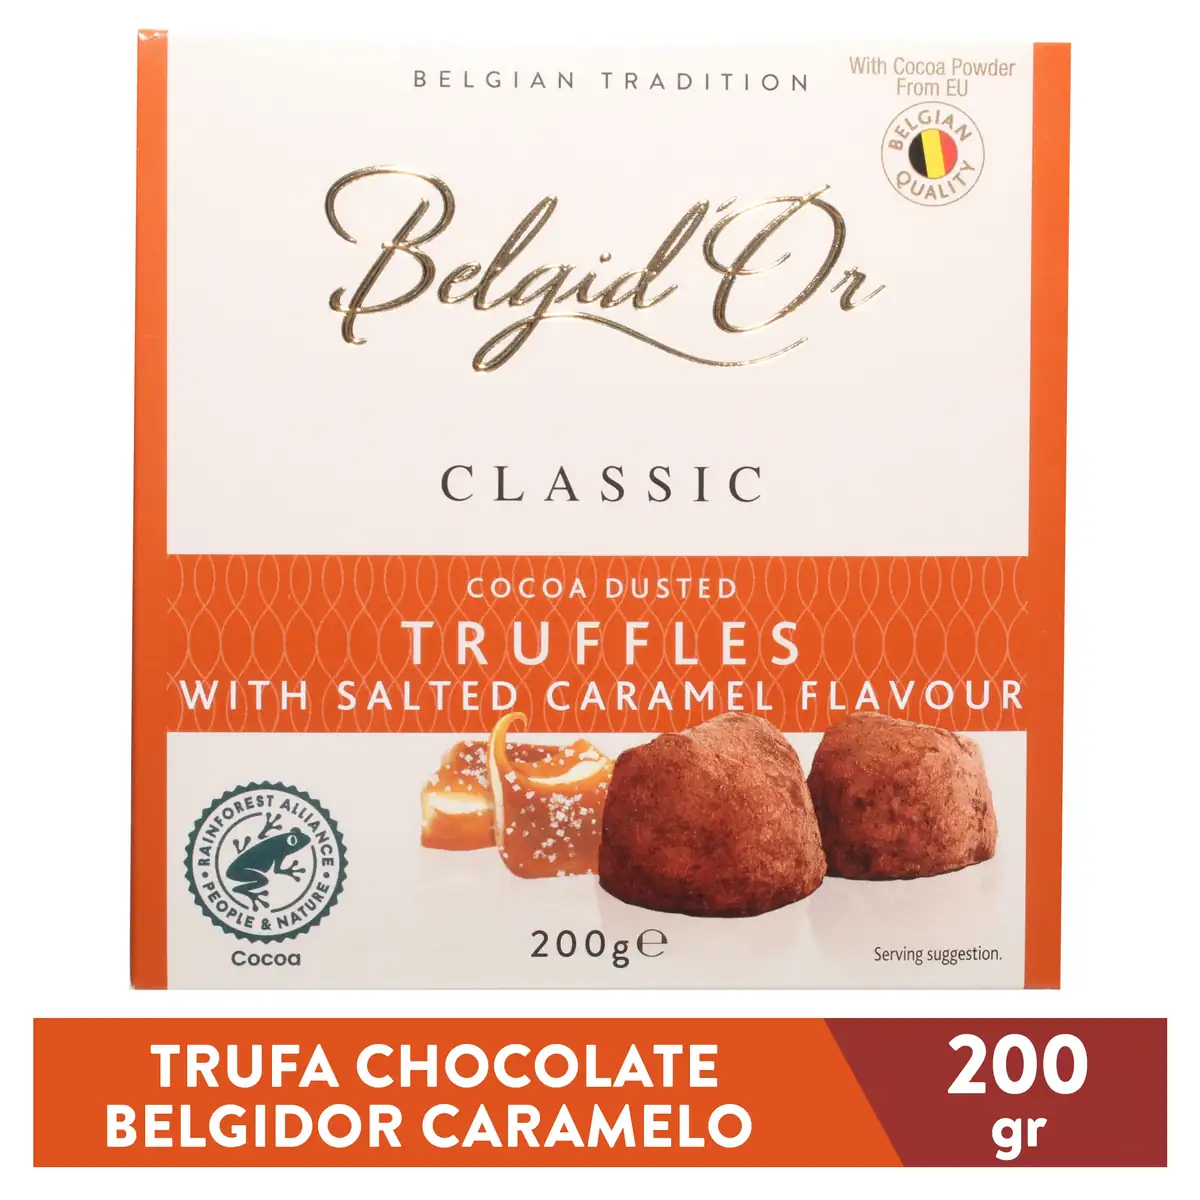 BELGIAN TRADITION
With Cocoa Powder
From EU
BELGIAN
QUALITY
Belgid'Or
CLASSIC
COCOA DUSTED
TRUFFLES
WITH SALTED CARAMEL FLAVOUR
RAINFOREST ALLIANCE
PEOPLE & NATURE
Cocoa
200g℮
Serving suggestion.
TRUFA CHOCOLATE
BELGIDOR CARAMELO
200
gr